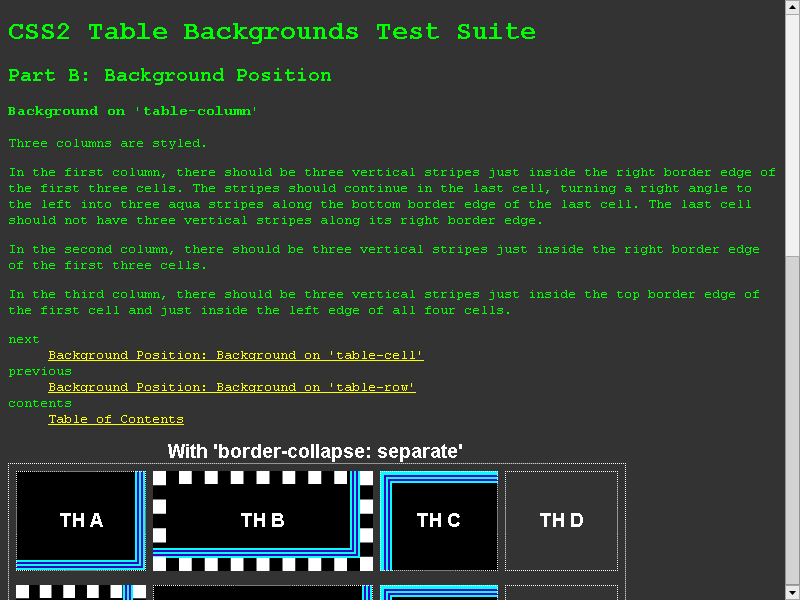 CSS2 Table Backgrounds Test Suite
Part B: Background Position
Background on 'table-column'
Three columns are styled.
In the first column, there should be three vertical stripes just inside the right border edge of
the first three cells. The stripes should continue in the last cell, turning a right angle to
the left into three aqua stripes along the bottom border edge of the last cell. The last cell
should not have three vertical stripes along its right border edge.
In the second column, there should be three vertical stripes just inside the right border edge
of the first three cells.
In the third column, there should be three vertical stripes just inside the top border edge of
the first cell and just inside the left edge of all four cells.
next
Background Position: Background on 'table-cell'
previous
Background Position: Background on 'table-row'
contents
Table of Contents
With 'border-collapse: separate'
TH A TH B TH C TH D